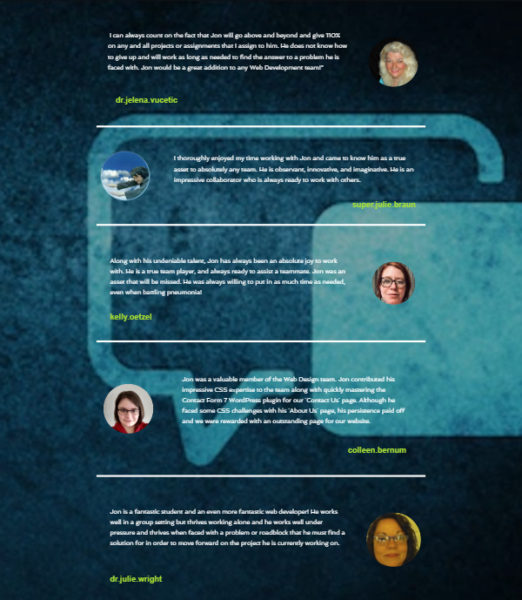 I can always count on the fact that Jon will go above and beyond and give 110%
on any and all projects or assignments that I assign to him. He does not know how
to give up and will work as long as needed to find the answer to a problem he is
faced with. Jon would be a great addition to any Web Development team!"
dr.jelena.vucetic
I thoroughly enjoyed my time working with Jon and came to know him as a true
asset to absolutely any team. He is observant, innovative, and imaginative. He is an
impressive collaborator who is always ready to work with others.
super.julie.braun
Along with his undeniable talent, Jon has always been an absolute joy to work
with. He is a true team player, and always ready to assist a teammate. Jon was an
asset that will be missed. He was always willing to put in as much time as needed,
even when battling pneumonia!
kelly.oetzel
Jon was a valuable member of the Web Design team. Jon contributed his
impressive CSS expertise to the team along with quickly mastering the
Contact Form 7 WordPress plugin for our 'Contact Us' page. Although he
faced some CSS challenges with his 'About Us' page, his persistence paid off
and we were rewarded with an outstanding page for our website.
colleen.bernum
Jon is a fantastic student and an even more fantastic web developer! He works
well in a group setting but thrives working alone and he works well under
pressure and thrives when faced with a problem or roadblock that he must find a
solution for in order to move forward on the project he is currently working on.
dr.julie.wright